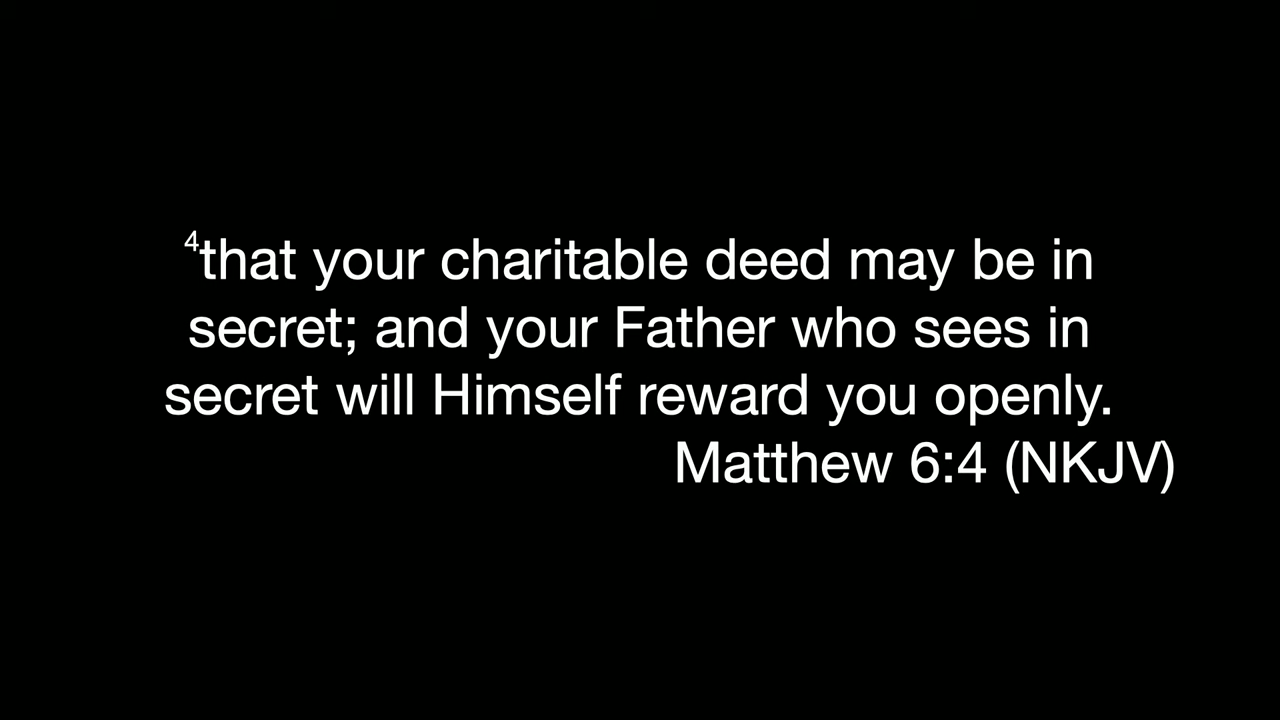 4that your charitable deed may be in
secret; and your Father who sees in
secret will Himself reward you openly.
Matthew 6:4 (NKJV)